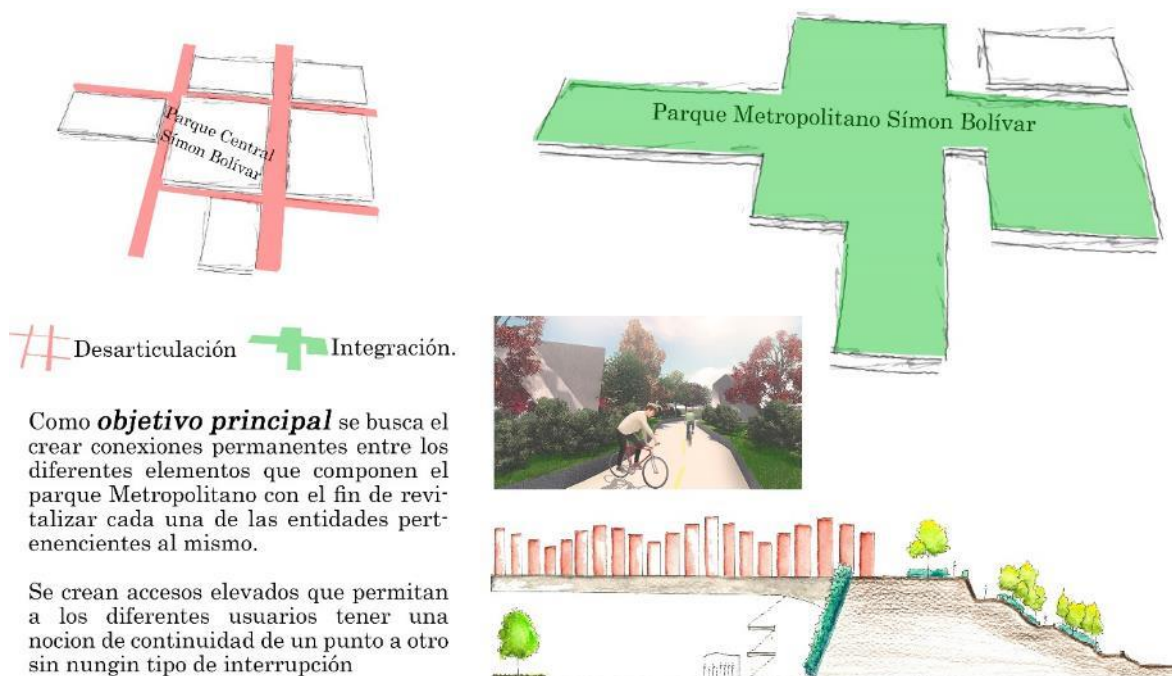 Parque Central
Símon Bolívar
Parque Metropolitano Símon Bolívar
Desarticulación
Integración.
Como objetivo principal se busca el
crear conexiones permanentes entre los
diferentes elementos que componen el
parque Metropolitano con el fin de revi-
talizar cada una de las entidades pert-
enencientes al mismo.
Se crean accesos elevados que permitan
a los diferentes usuarios tener una
nocion de continuidad de un punto a otro
sin nungin tipo de interrupción